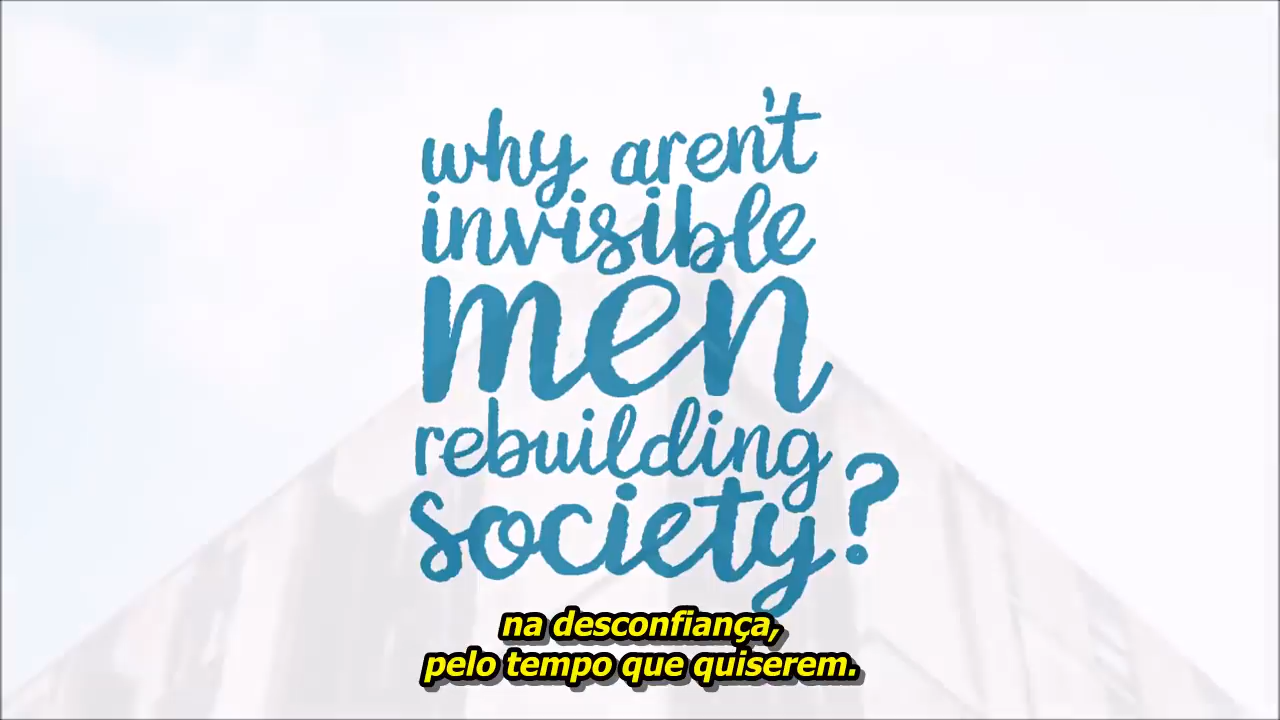 why aren't
invisible
men
rebuilding
society?
na desconfiança,
pelo tempo que quiserem.